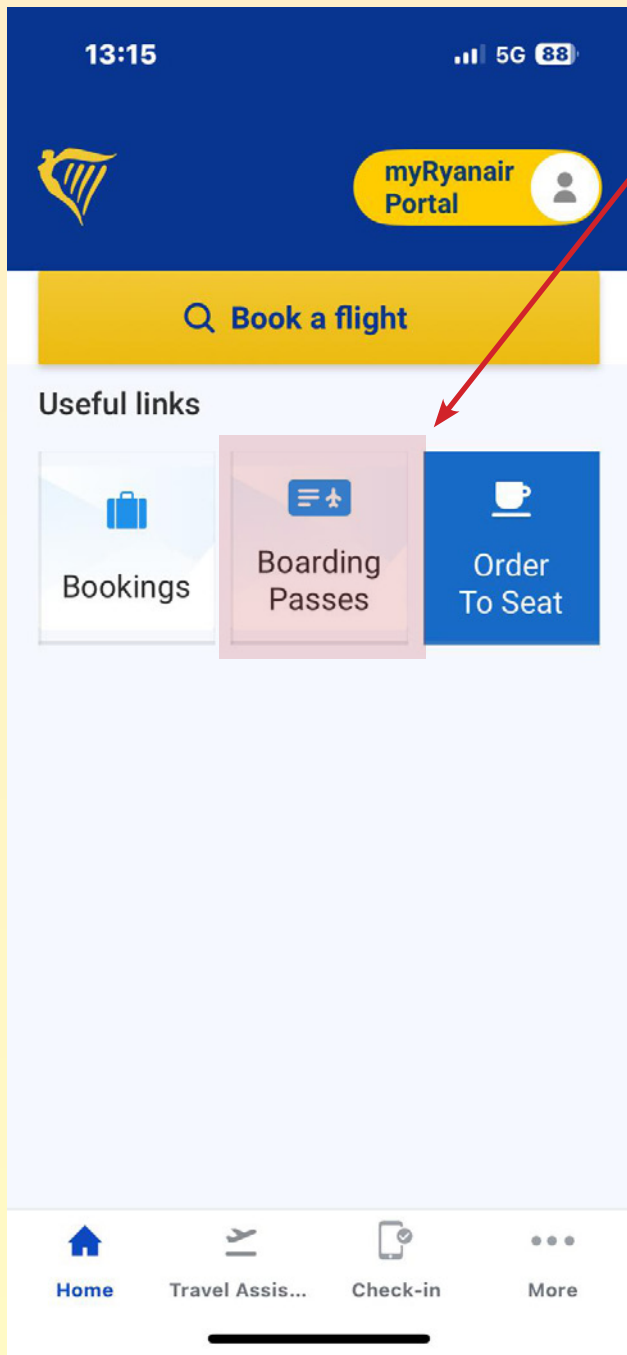 13:15 5G 88
myRyanair
Portal
Book a flight
Useful links
Bookings
Boarding
Passes
Order
To Seat
Home Travel Assis... Check-in More